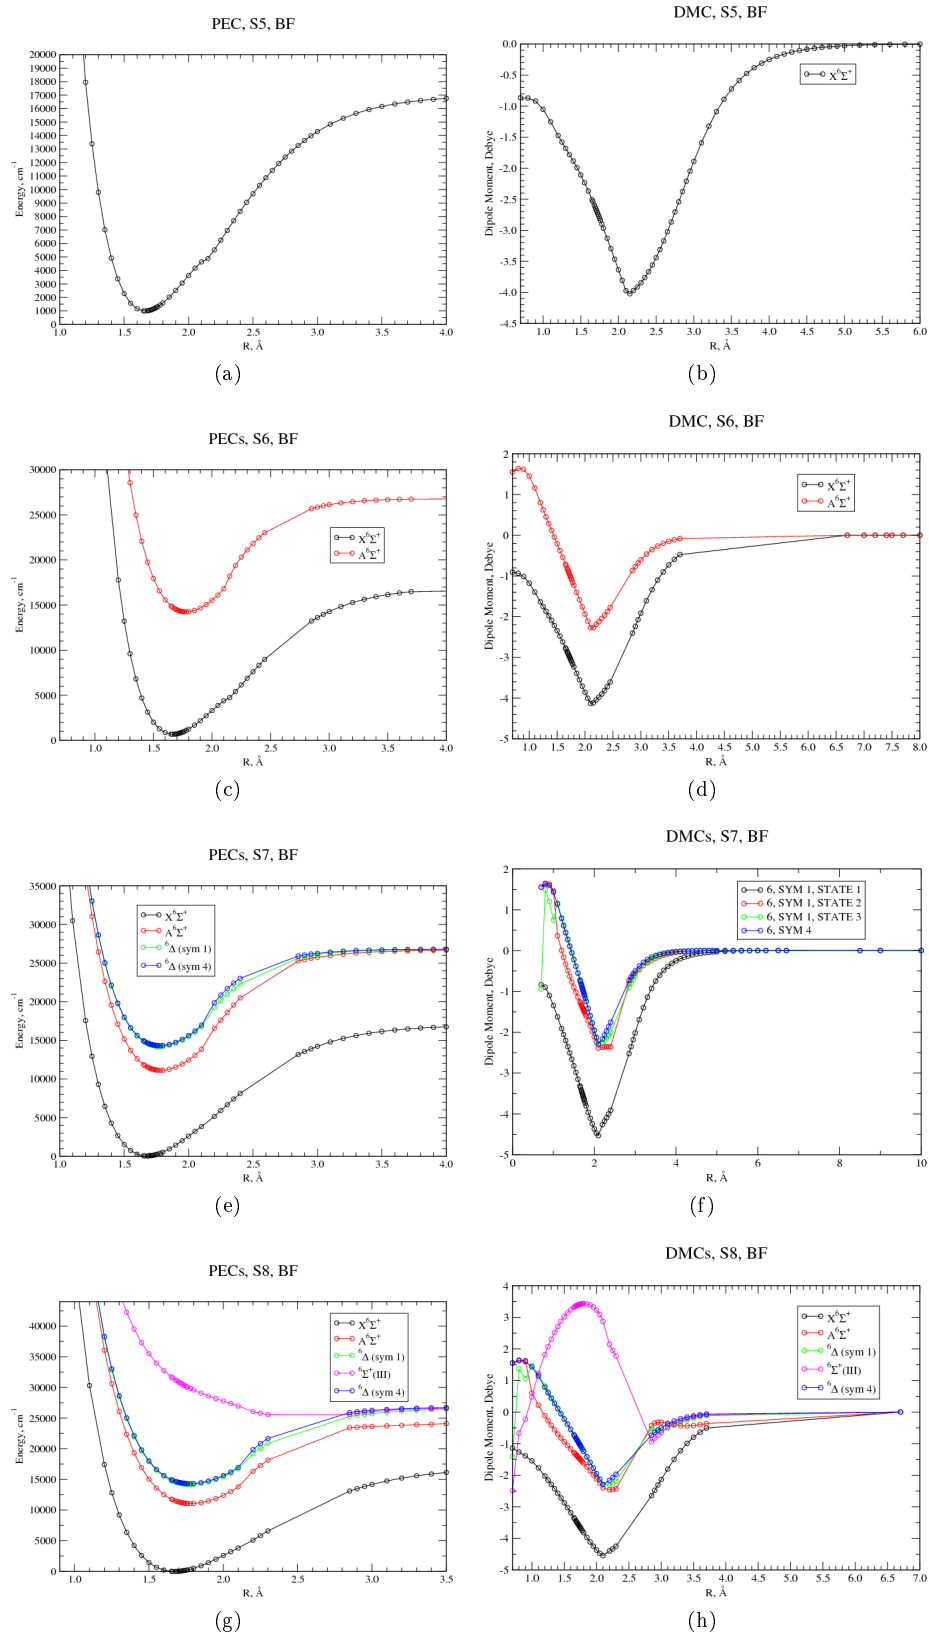 PEC, S5, BF
20000
19000
18000
17000
16000
15000
14000
13000
12000
11000
10000
9000
8000
7000
6000
5000
4000
3000
2000
1000
0
Energy, cm⁻¹
1.0 1.5 2.0 2.5 3.0 3.5 4.0
R, Å
(a)
DMC, S5, BF
0.0
-0.5
-1.0
-1.5
-2.0
-2.5
-3.0
-3.5
-4.0
-4.5
Dipole Moment, Debye
X⁶Σ⁺
1.0 1.5 2.0 2.5 3.0 3.5 4.0 4.5 5.0 5.5 6.0
R, Å
(b)
PECs, S6, BF
30000
25000
20000
15000
10000
5000
0
Energy, cm⁻¹
X⁶Σ⁺
A⁶Σ⁺
1.0 1.5 2.0 2.5 3.0 3.5 4.0
R, Å
(c)
DMC, S6, BF
2
1
0
-1
-2
-3
-4
-5
Dipole Moment, Debye
X⁶Σ⁺
A⁶Σ⁺
1.0 1.5 2.0 2.5 3.0 3.5 4.0 4.5 5.0 5.5 6.0 6.5 7.0 7.5 8.0
R, Å
(d)
PECs, S7, BF
35000
30000
25000
20000
15000
10000
5000
0
Energy, cm⁻¹
X⁶Σ⁺
A⁶Σ⁺
⁶Δ (sym 1)
⁶Δ (sym 4)
1.0 1.5 2.0 2.5 3.0 3.5 4.0
R, Å
(e)
DMCs, S7, BF
2
1
0
-1
-2
-3
-4
-5
Dipole Moment, Debye
6, SYM 1, STATE 1
6, SYM 1, STATE 2
6, SYM 1, STATE 3
6, SYM 4
0 2 4 6 8 10
R, Å
(f)
PECs, S8, BF
40000
35000
30000
25000
20000
15000
10000
5000
0
Energy, cm⁻¹
X⁶Σ⁺
A⁶Σ⁺
⁶Δ (sym 1)
⁶Σ⁺(III)
⁶Δ (sym 4)
1.0 1.5 2.0 2.5 3.0 3.5
R, Å
(g)
DMCs, S8, BF
4
3
2
1
0
-1
-2
-3
-4
-5
Dipole Moment, Debye
X⁶Σ⁺
A⁶Σ⁺
⁶Δ (sym 1)
⁶Σ⁺(III)
⁶Δ (sym 4)
1.0 1.5 2.0 2.5 3.0 3.5 4.0 4.5 5.0 5.5 6.0 6.5 7.0
R, Å
(h)